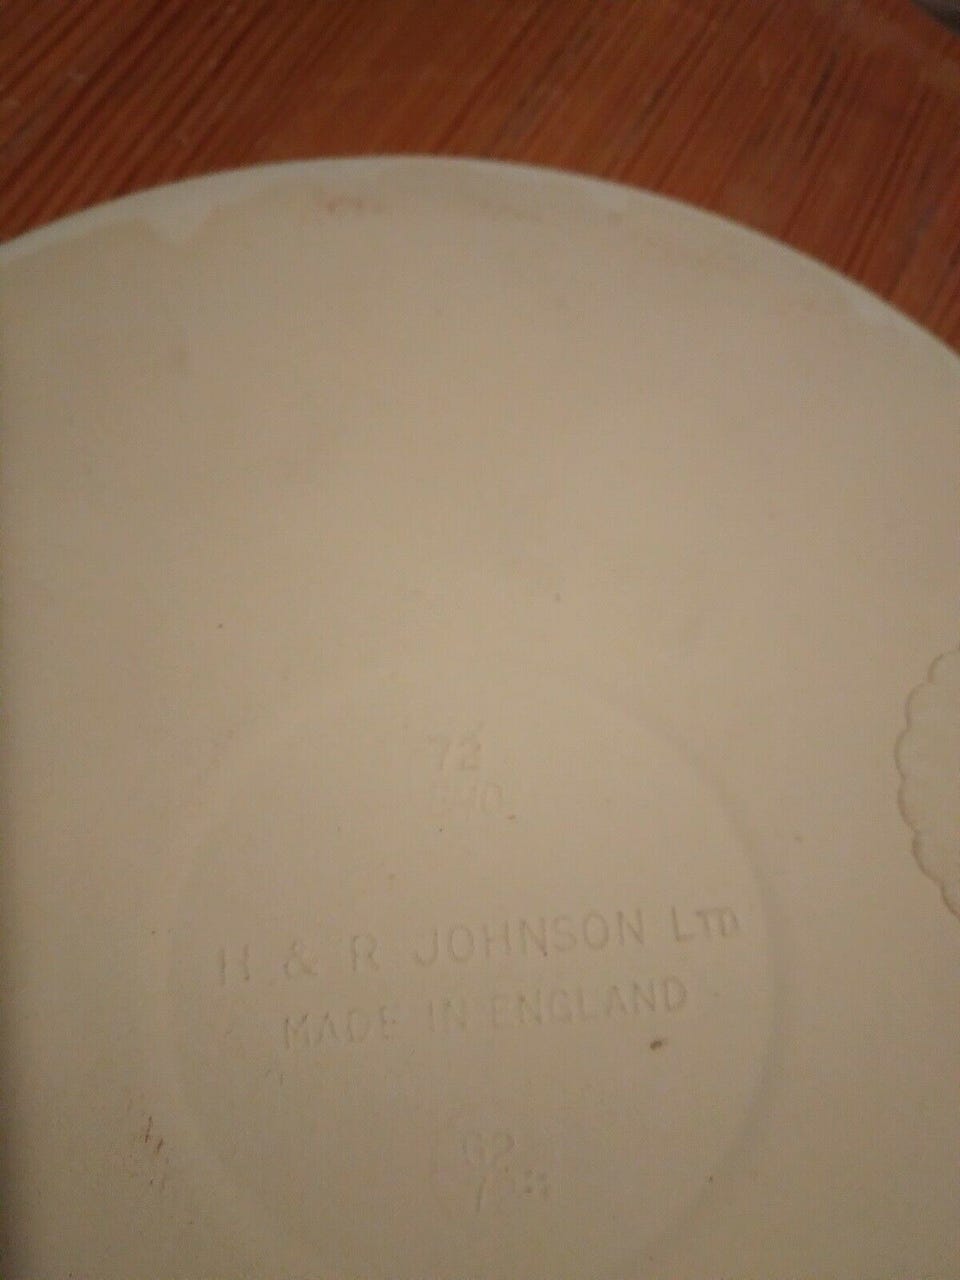 72
H & R JOHNSON LTD
MADE IN ENGLAND